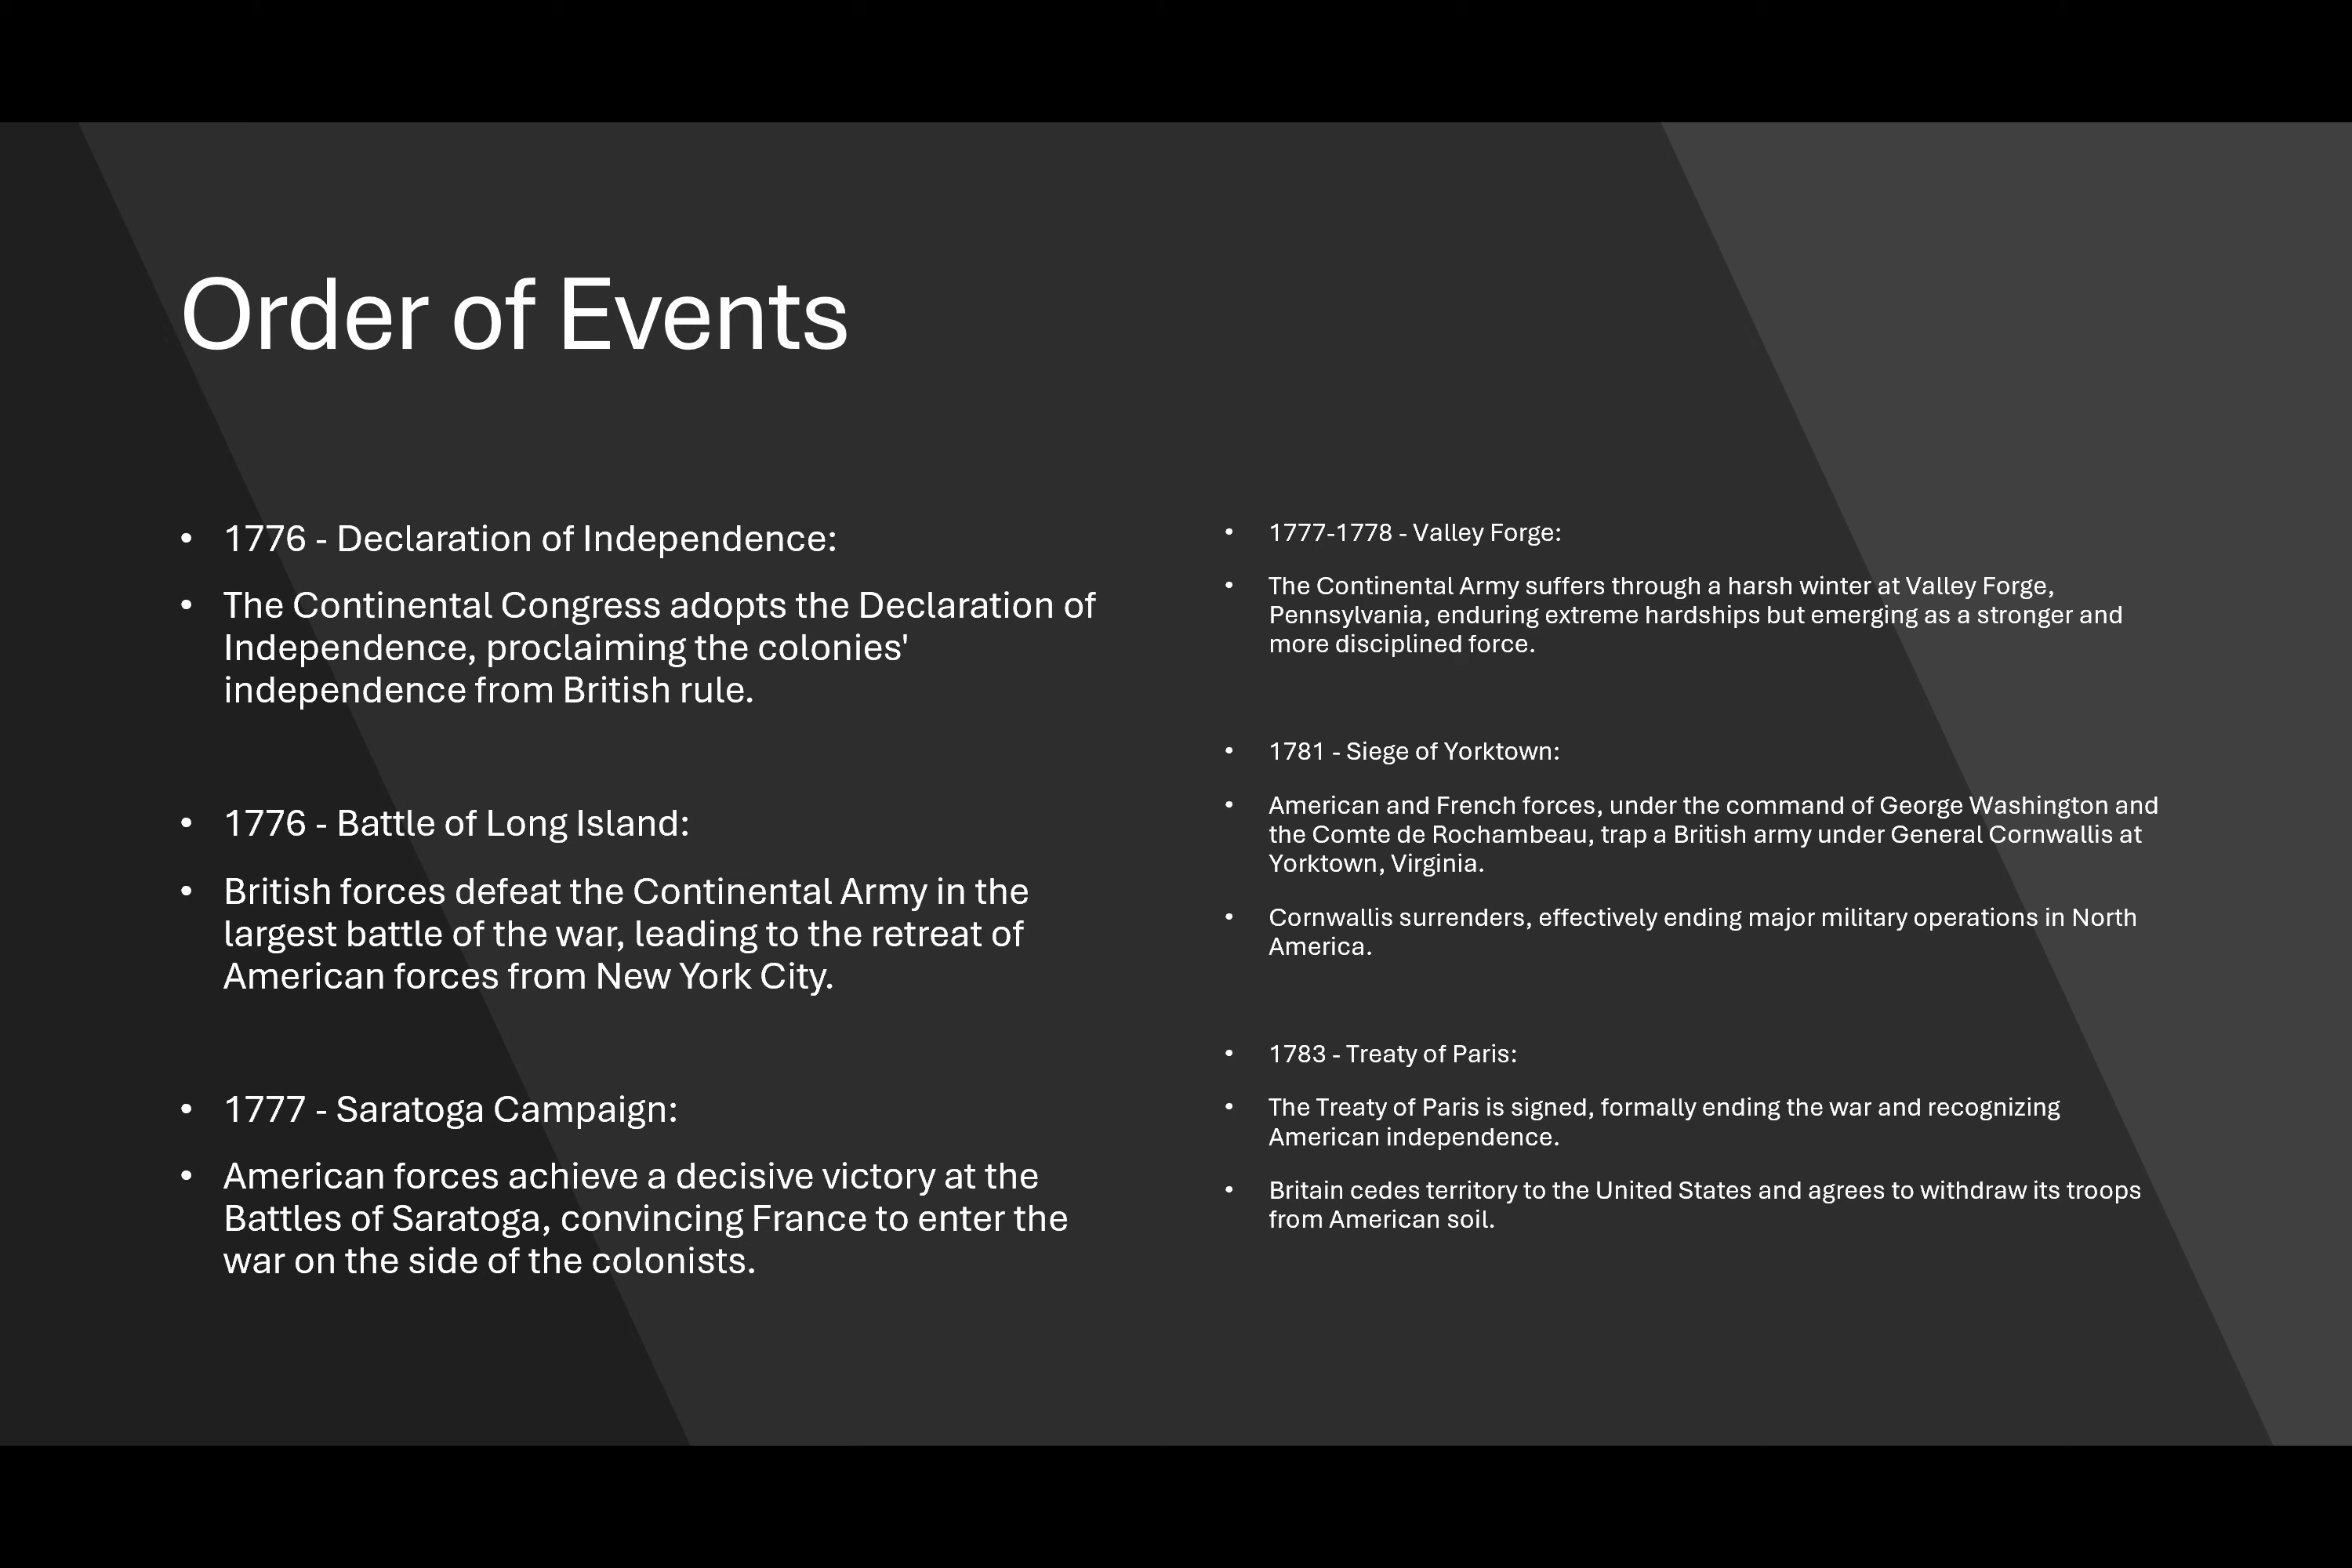 Order of Events
• 1776 - Declaration of Independence:
• The Continental Congress adopts the Declaration of
Independence, proclaiming the colonies'
independence from British rule.
• 1776 - Battle of Long Island:
• British forces defeat the Continental Army in the
largest battle of the war, leading to the retreat of
American forces from New York City.
• 1777 - Saratoga Campaign:
• American forces achieve a decisive victory at the
Battles of Saratoga, convincing France to enter the
war on the side of the colonists.
• 1777-1778 - Valley Forge:
• The Continental Army suffers through a harsh winter at Valley Forge,
Pennsylvania, enduring extreme hardships but emerging as a stronger and
more disciplined force.
• 1781 - Siege of Yorktown:
• American and French forces, under the command of George Washington and
the Comte de Rochambeau, trap a British army under General Cornwallis at
Yorktown, Virginia.
• Cornwallis surrenders, effectively ending major military operations in North
America.
• 1783 - Treaty of Paris:
• The Treaty of Paris is signed, formally ending the war and recognizing
American independence.
• Britain cedes territory to the United States and agrees to withdraw its troops
from American soil.